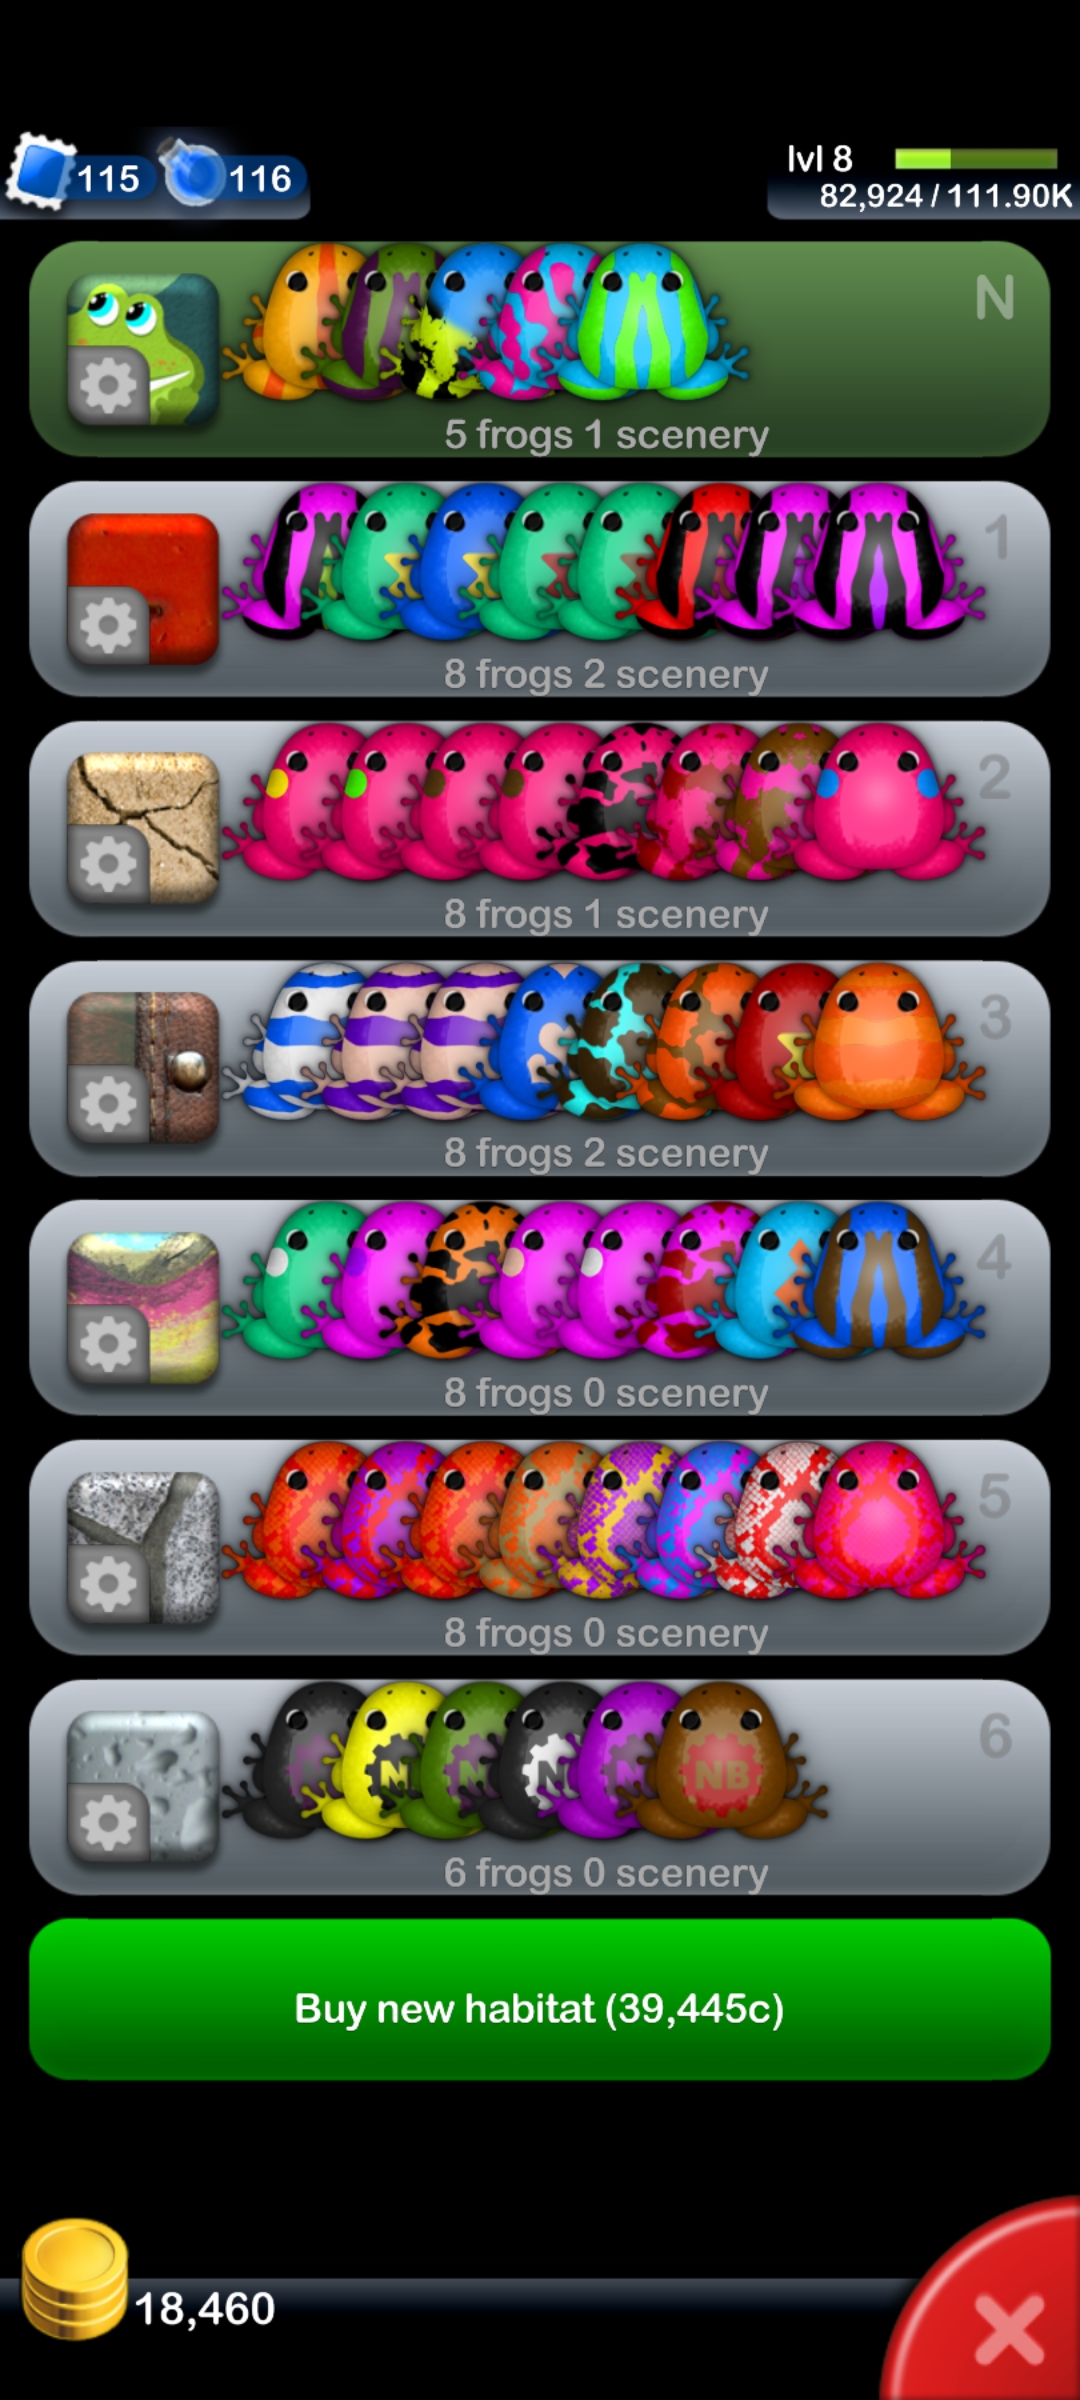 115 116
lvl 8
82,924 / 111.90K
N
5 frogs 1 scenery
1
8 frogs 2 scenery
2
8 frogs 1 scenery
3
8 frogs 2 scenery
4
8 frogs 0 scenery
5
8 frogs 0 scenery
N N N N N NB
6
6 frogs 0 scenery
Buy new habitat (39,445c)
18,460